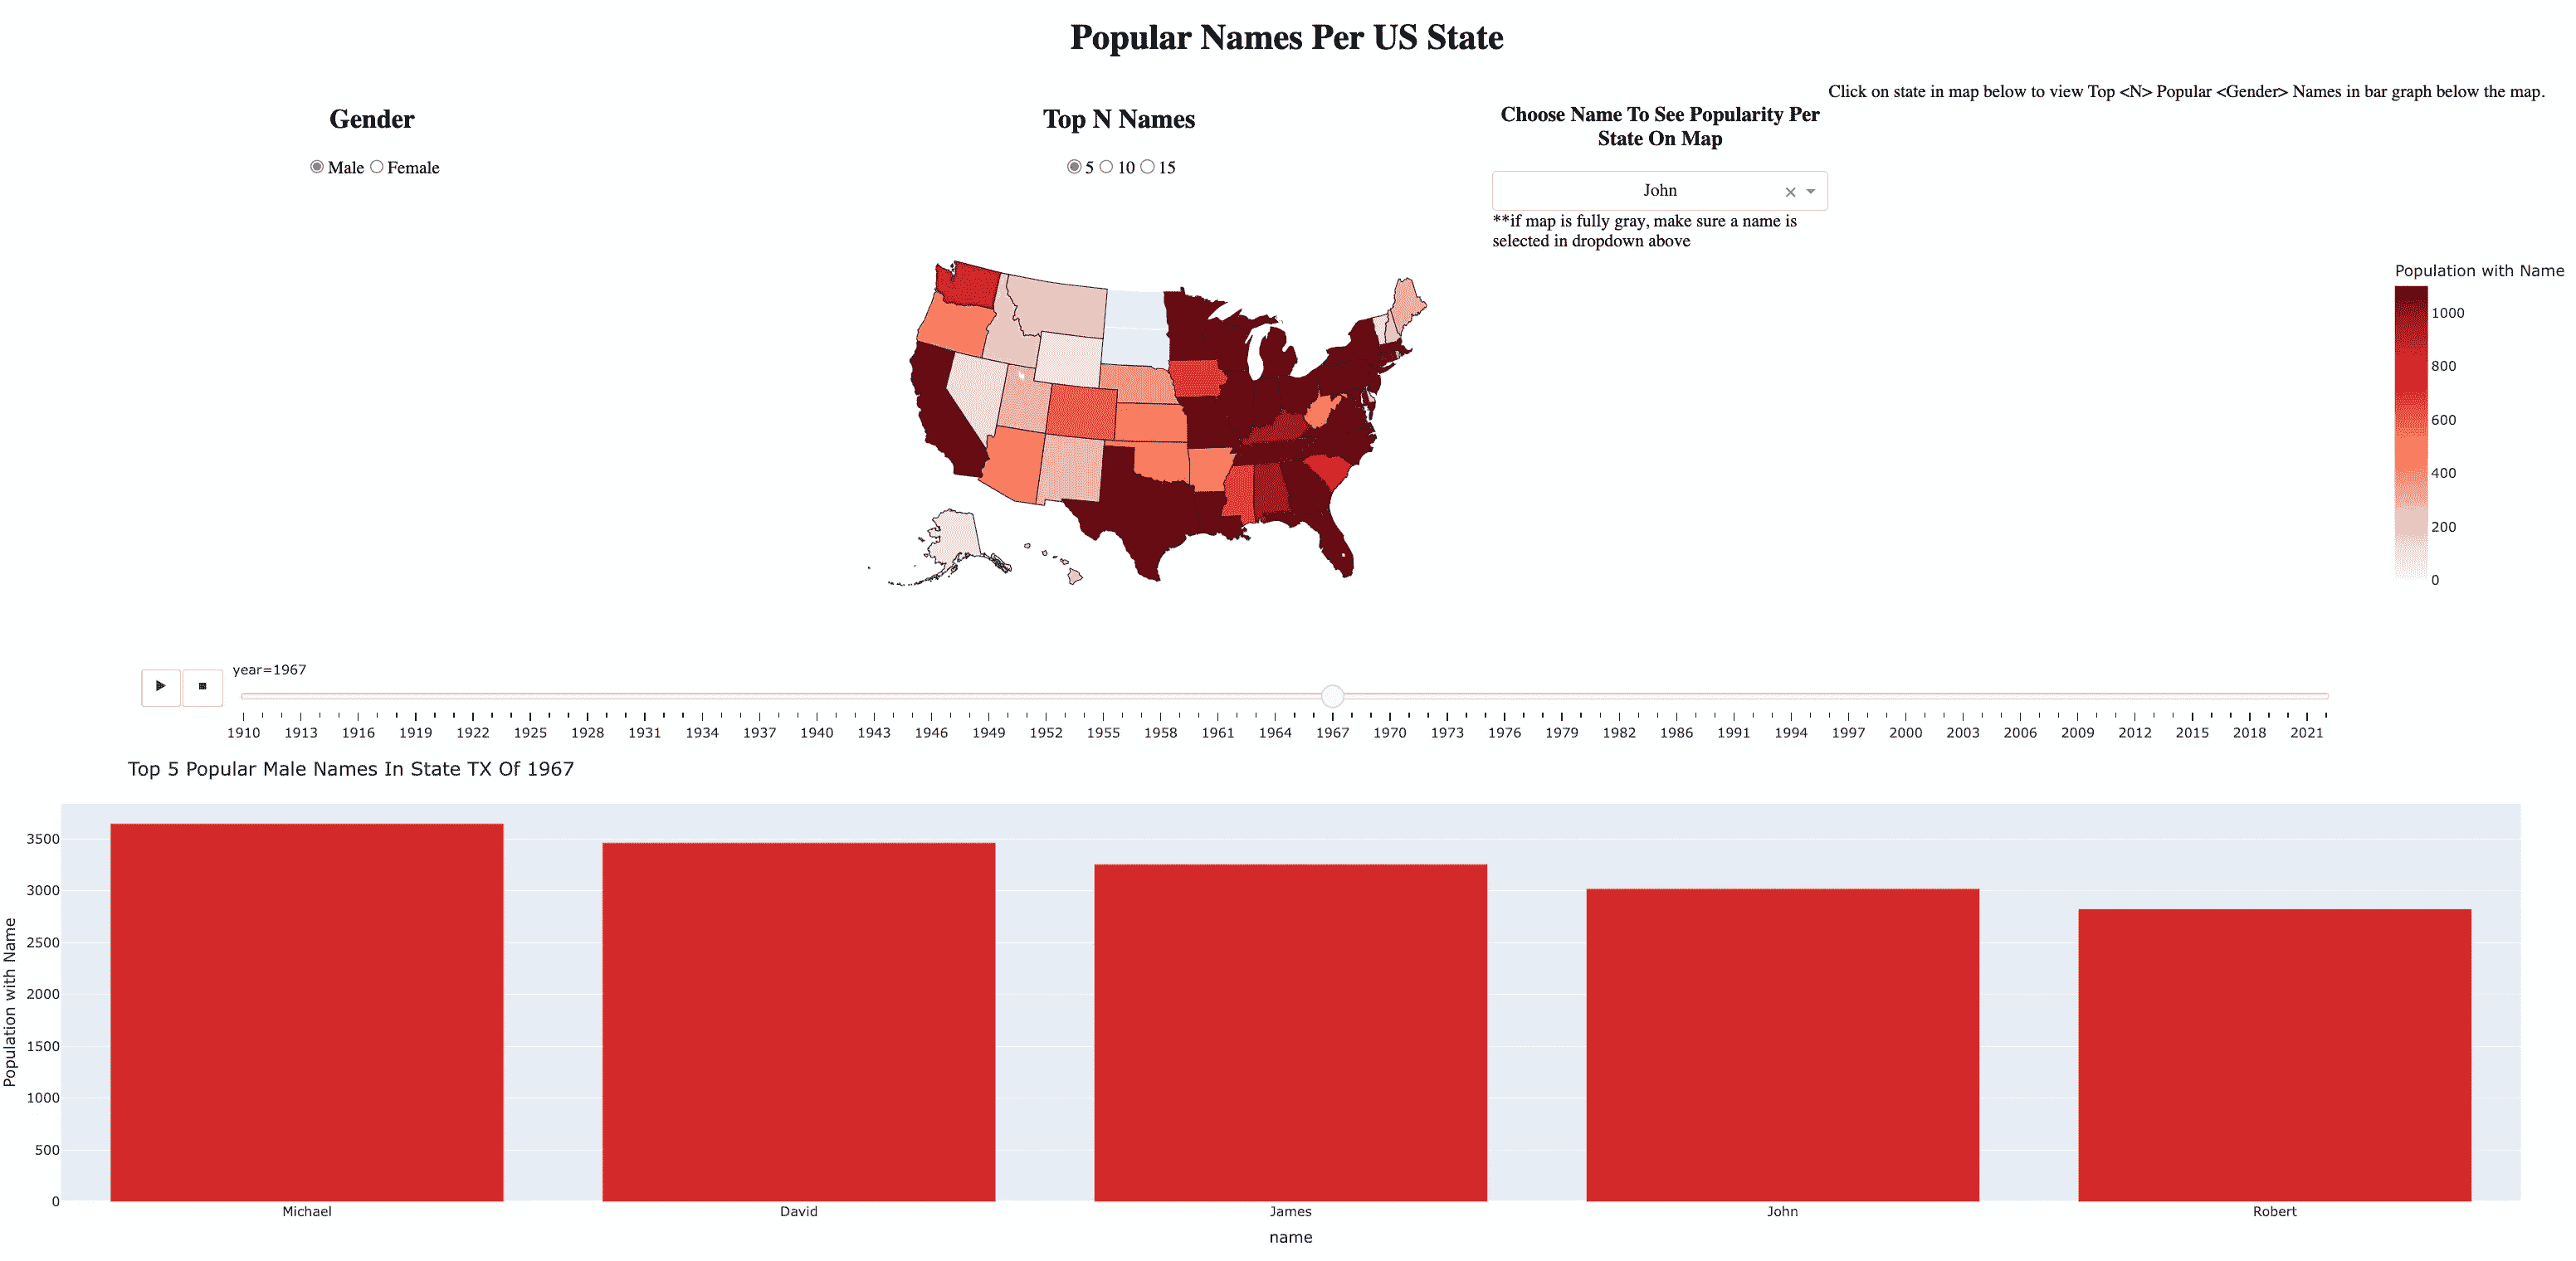 Popular Names Per US State
Click on state in map below to view Top <N> Popular <Gender> Names in bar graph below the map.
Gender
Male Female
Top N Names
5 10 15
Choose Name To See Popularity Per
State On Map
John
**if map is fully gray, make sure a name is
selected in dropdown above
Population with Name
1000
800
600
400
200
0
year=1967
1910 1913 1916 1919 1922 1925 1928 1931 1934 1937 1940 1943 1946 1949 1952 1955 1958 1961 1964 1967 1970 1973 1976 1979 1982 1986 1991 1994 1997 2000 2003 2006 2009 2012 2015 2018 2021
Top 5 Popular Male Names In State TX Of 1967
Population with Name
3500
3000
2500
2000
1500
1000
500
0
Michael David James John Robert
name